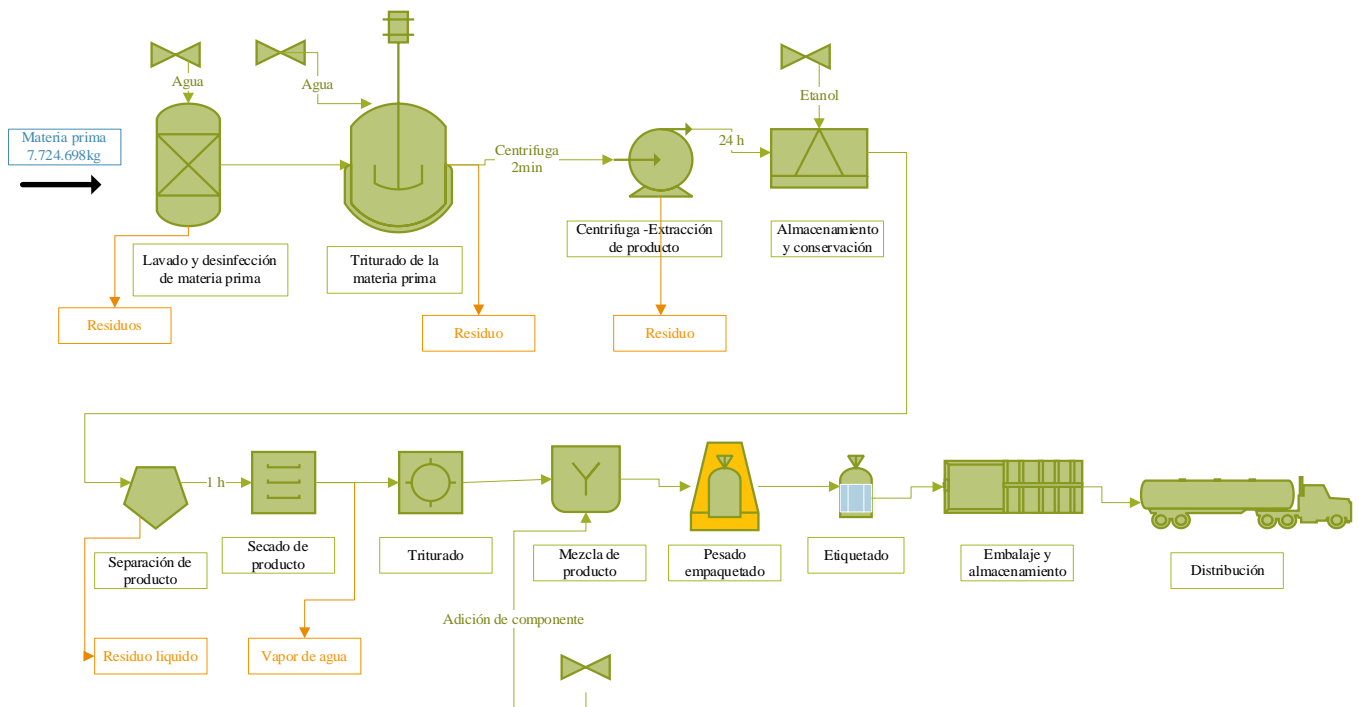 Agua
Agua
Etanol
Materia prima
7.724.698kg
Centrifuga
2min
24 h
Lavado y desinfección
de materia prima
Triturado de la
materia prima
Centrifuga -Extracción
de producto
Almacenamiento
y conservación
Residuos
Residuo
Residuo
1 h
Separación de
producto
Secado de
producto
Triturado
Mezcla de
producto
Pesado
empaquetado
Etiquetado
Embalaje y
almacenamiento
Distribución
Adición de componente
Residuo liquido
Vapor de agua